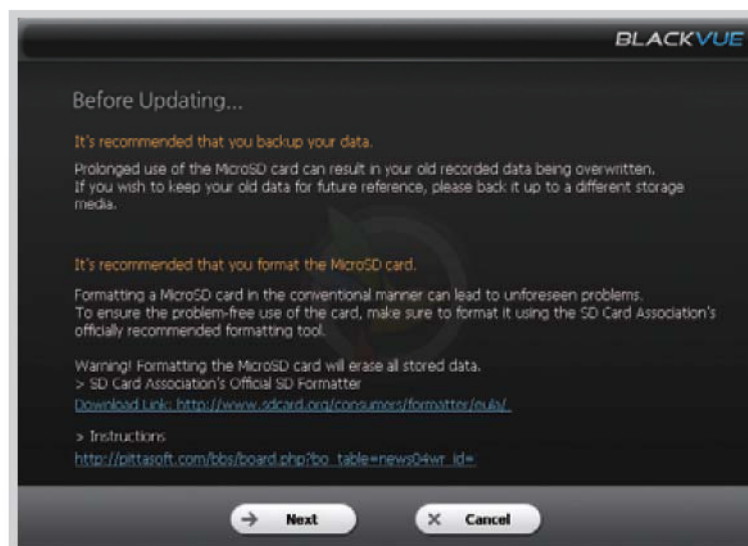 BLACKVUE
Before Updating...
It's recommended that you backup your data.
Prolonged use of the MicroSD card can result in your old recorded data being overwritten.
If you wish to keep your old data for future reference, please back it up to a different storage
media.
It's recommended that you format the MicroSD card.
Formatting a MicroSD card in the conventional manner can lead to unforeseen problems.
To ensure the problem-free use of the card, make sure to format it using the SD Card Association's
officially recommended formatting tool.
Warning! Formatting the MicroSD card will erase all stored data.
> SD Card Association's Official SD Formatter
Download Link: http://www.sdcard.org/consumers/formatter/eula/
> Instructions
http://pittasoft.com/bbs/board.php?bo_table=news04wr_id=
Next
Cancel